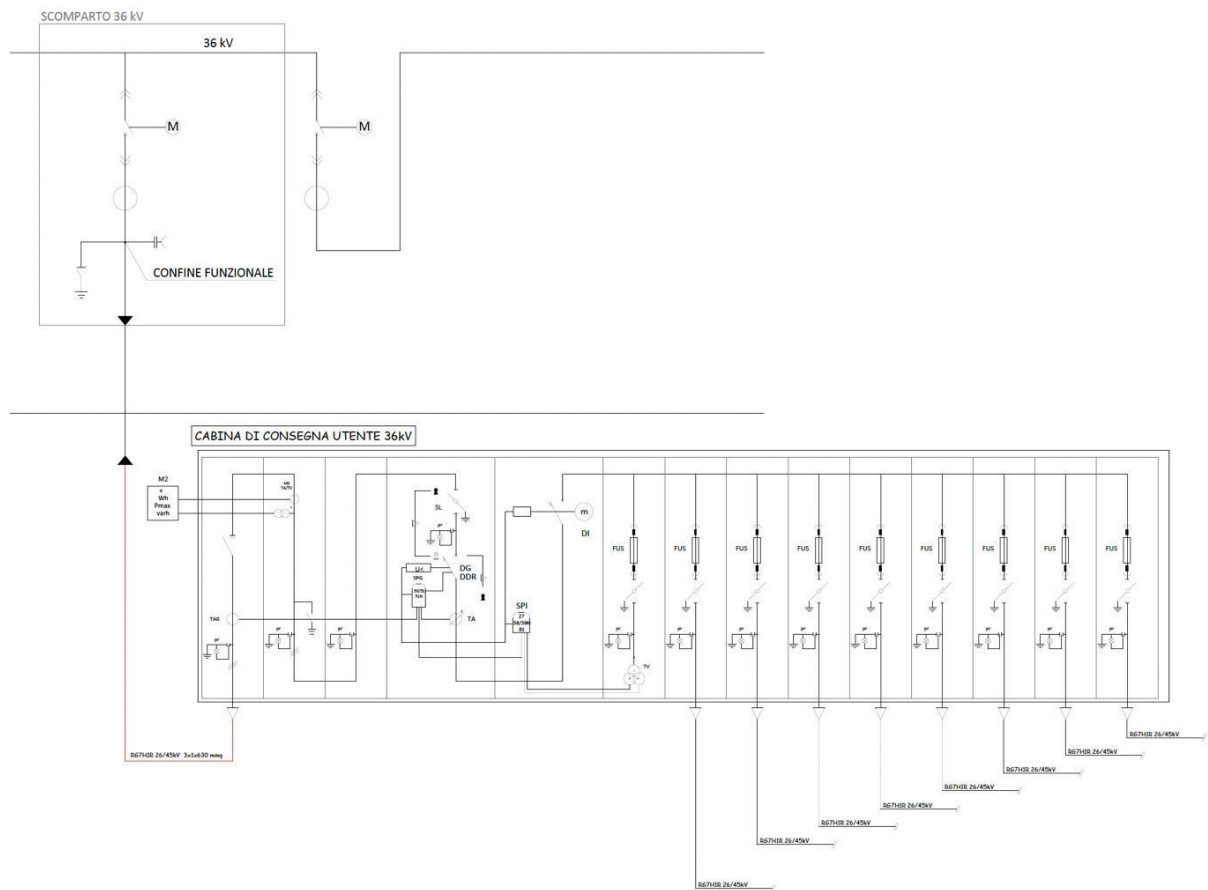 SCOMPARTO 36 kV
36 kV
M
M
CONFINE FUNZIONALE
CABINA DI CONSEGNA UTENTE 36kV
M2
Wh
Pmax
varh
M2
TA/TV
SL
DI
m
FUS
FUS
FUS
FUS
FUS
FUS
FUS
FUS
FUS
U<
DG
DDR
SPG
TAO
TA
SPI
27
81
TV
RG7H1R 26/45kV 3x1x630 mmq
RG7H1R 26/45kV
RG7H1R 26/45kV
RG7H1R 26/45kV
RG7H1R 26/45kV
RG7H1R 26/45kV
RG7H1R 26/45kV
RG7H1R 26/45kV
RG7H1R 26/45kV